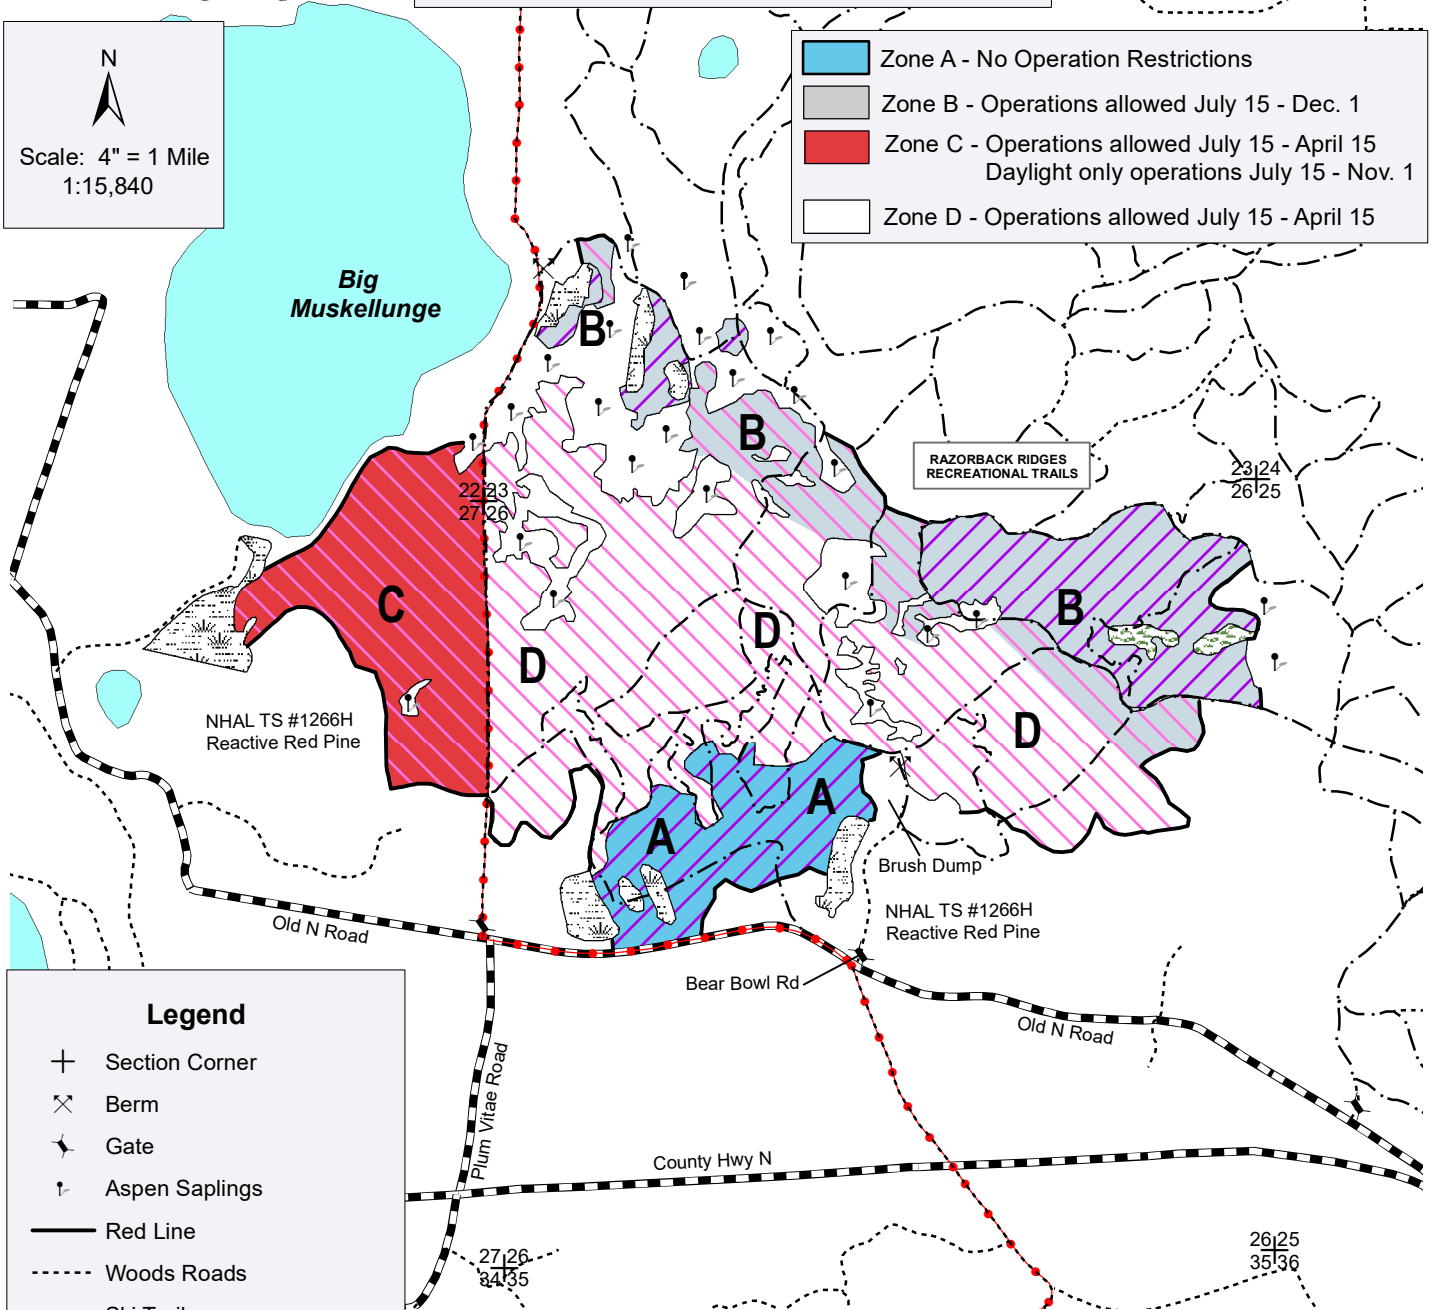 N
Scale: 4" = 1 Mile
1:15,840
Zone A - No Operation Restrictions
Zone B - Operations allowed July 15 - Dec. 1
Zone C - Operations allowed July 15 - April 15
Daylight only operations July 15 - Nov. 1
Zone D - Operations allowed July 15 - April 15
Big
Muskellunge
B
B
RAZORBACK RIDGES
RECREATIONAL TRAILS
23 24
26 25
22 23
27 26
C
B
D
D
D
NHAL TS #1266H
Reactive Red Pine
A
A
Brush Dump
NHAL TS #1266H
Reactive Red Pine
Old N Road
Bear Bowl Rd
Old N Road
Plum Vitae Road
County Hwy N
27 26
34 35
26 25
35 36
Legend
Section Corner
Berm
Gate
Aspen Saplings
Red Line
Woods Roads